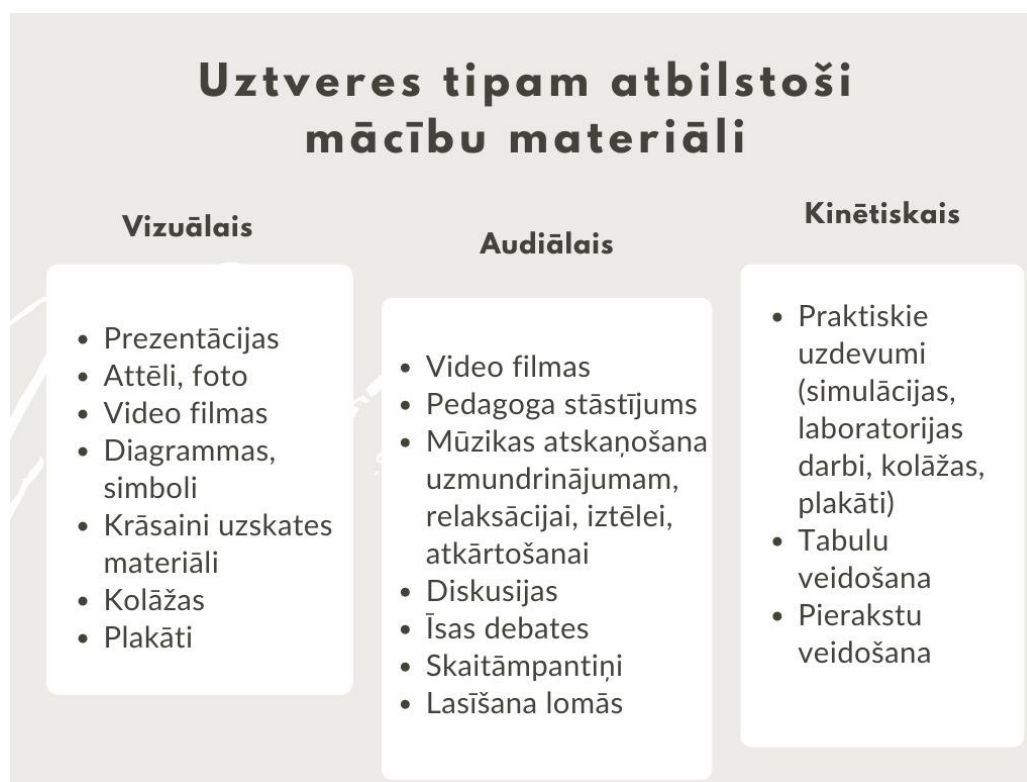 Uztveres tipam atbilstoši
mācību materiāli
Vizuālais
• Prezentācijas
• Attēli, foto
• Video filmas
• Diagrammas,
simboli
• Krāsaini uzskates
materiāli
• Kolāžas
• Plakāti
Audiālais
• Video filmas
• Pedagoga stāstījums
• Mūzikas atskaņošana
uzmundrinājumam,
relaksācijai, iztēlei,
atkārtošanai
• Diskusijas
• Īsas debates
• Skaitāmpantiņi
• Lasīšana lomās
Kinētiskais
• Praktiskie
uzdevumi
(simulācijas,
laboratorijas
darbi, kolāžas,
plakāti)
• Tabulu
veidošana
• Pierakstu
veidošana